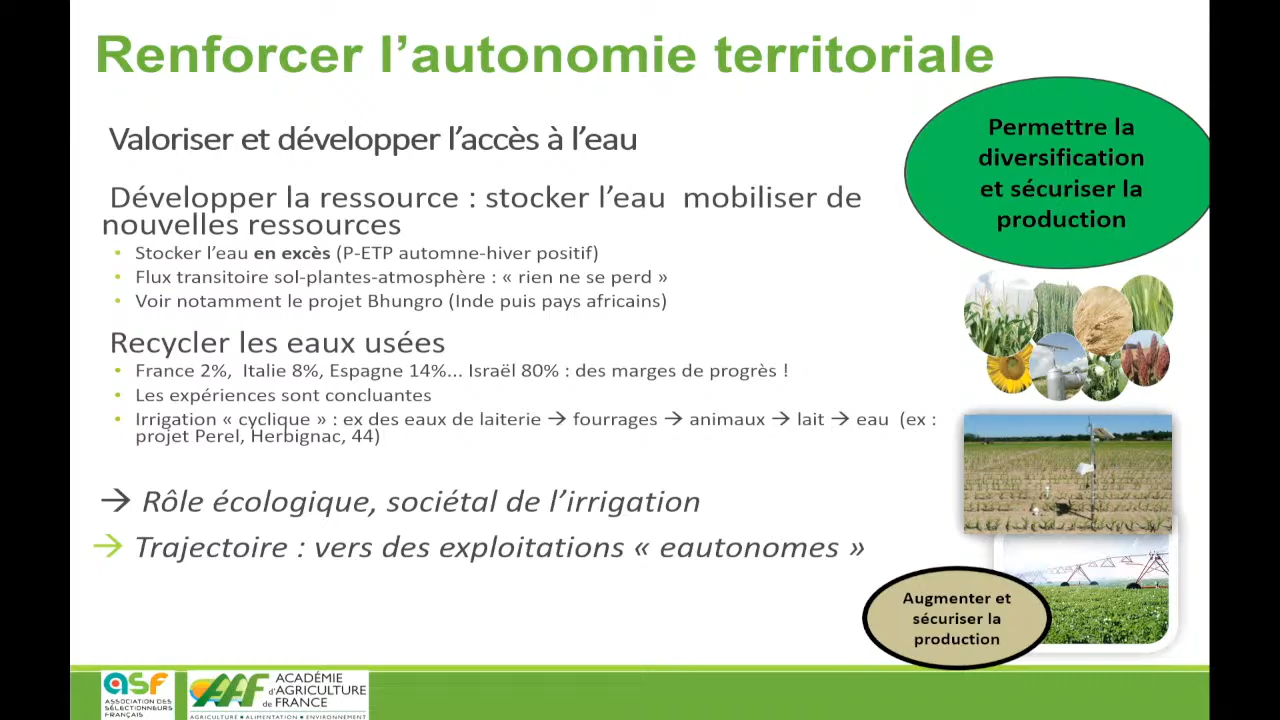 Renforcer l’autonomie territoriale
Valoriser et développer l’accès à l’eau
Développer la ressource : stocker l’eau mobiliser de
nouvelles ressources
• Stocker l’eau en excès (P-ETP automne-hiver positif)
• Flux transitoire sol-plantes-atmosphère : « rien ne se perd »
• Voir notamment le projet Bhungro (Inde puis pays africains)
Recycler les eaux usées
• France 2%, Italie 8%, Espagne 14%... Israël 80% : des marges de progrès !
• Les expériences sont concluantes
• Irrigation « cyclique » : ex des eaux de laiterie → fourrages → animaux → lait → eau (ex :
projet Perel, Herbignac, 44)
→ Rôle écologique, sociétal de l’irrigation
→ Trajectoire : vers des exploitations « eautonomes »
Permettre la
diversification
et sécuriser la
production
Augmenter et
sécuriser la
production
asf
ASSOCIATION DES
SÉLECTIONNEURS
FRANÇAIS
AAF
ACADÉMIE
d’AGRICULTURE
de FRANCE
AGRICULTURE • ALIMENTATION • ENVIRONNEMENT